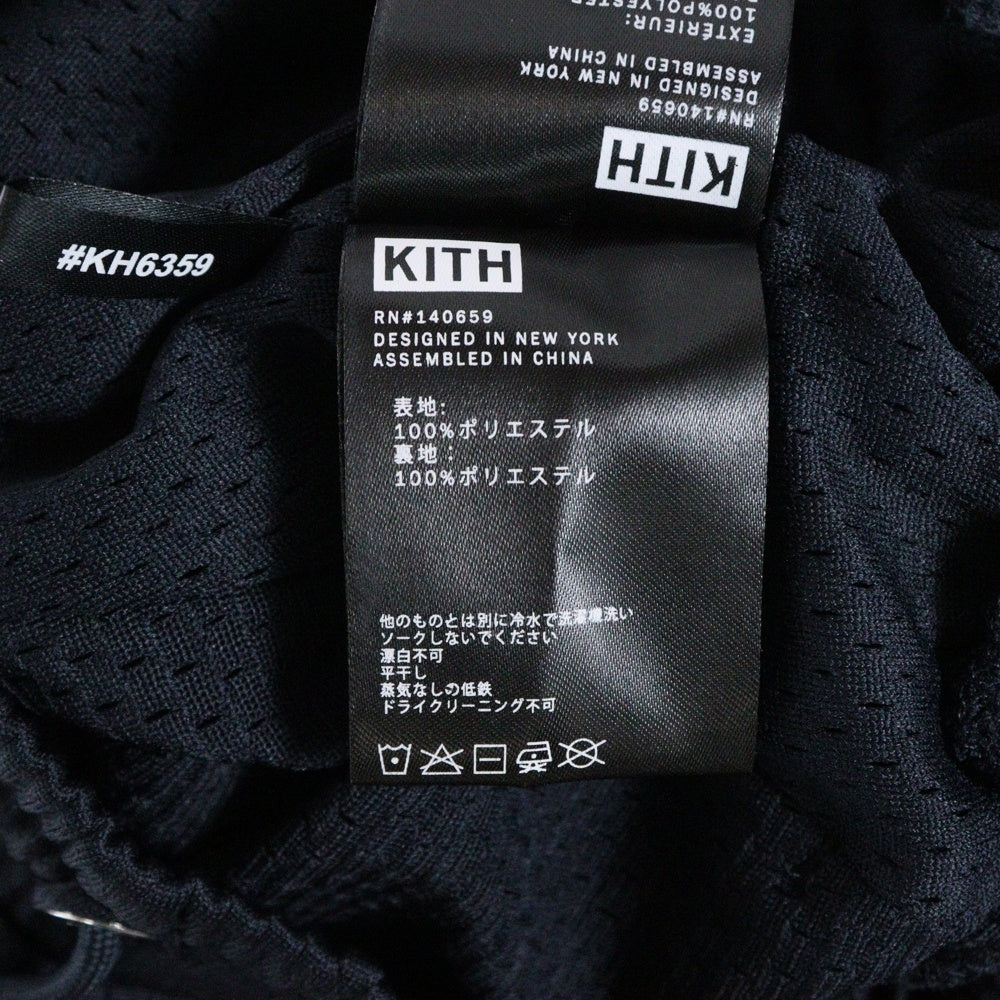 100%POLYESTER
EXTÉRIEUR:
ASSEMBLED IN CHINA
DESIGNED IN NEW YORK
RN#140659
KITH
#KH6359
KITH
RN#140659
DESIGNED IN NEW YORK
ASSEMBLED IN CHINA
表地:
100%ポリエステル
裏地:
100%ポリエステル
他のものとは別に冷水で洗濯機洗い
ソークしないでください
漂白不可
平干し
蒸気なしの低鉄
ドライクリーニング不可